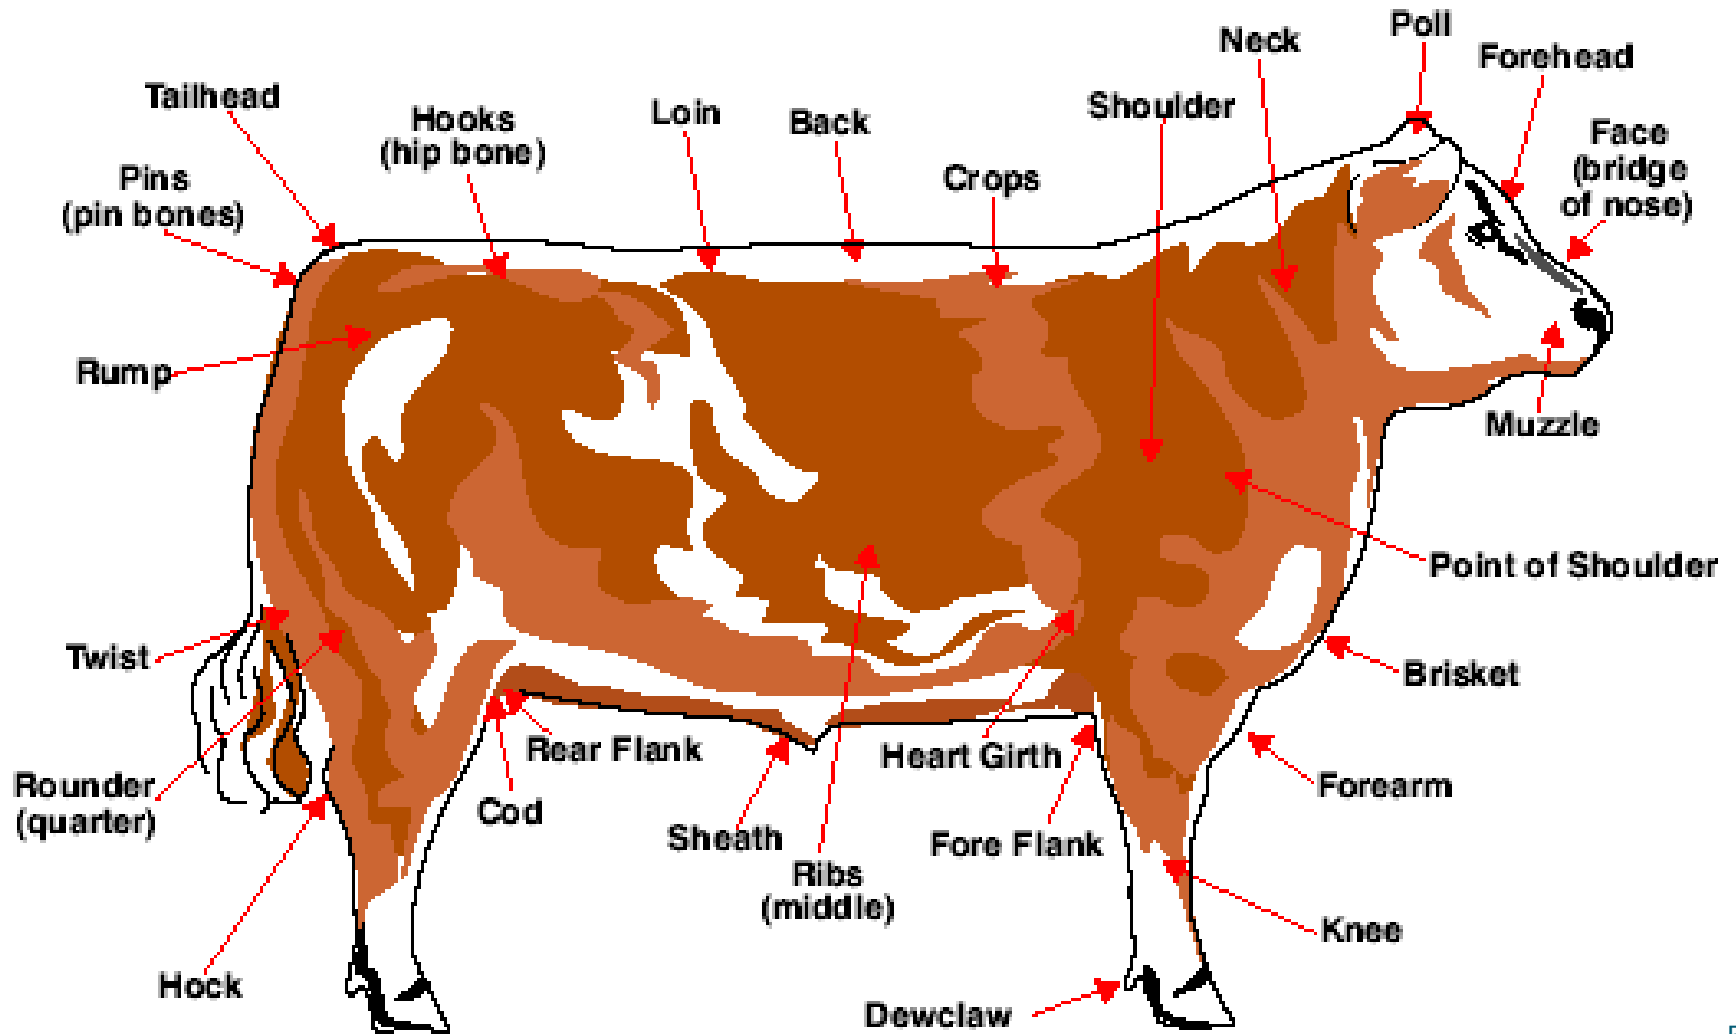 Poll
Neck
Forehead
Tailhead
Hooks
(hip bone)
Loin
Back
Shoulder
Face
(bridge
of nose)
Pins
(pin bones)
Crops
Rump
Muzzle
Point of Shoulder
Twist
Brisket
Rear Flank
Heart Girth
Rounder
(quarter)
Cod
Forearm
Sheath
Fore Flank
Ribs
(middle)
Knee
Hock
Dewclaw